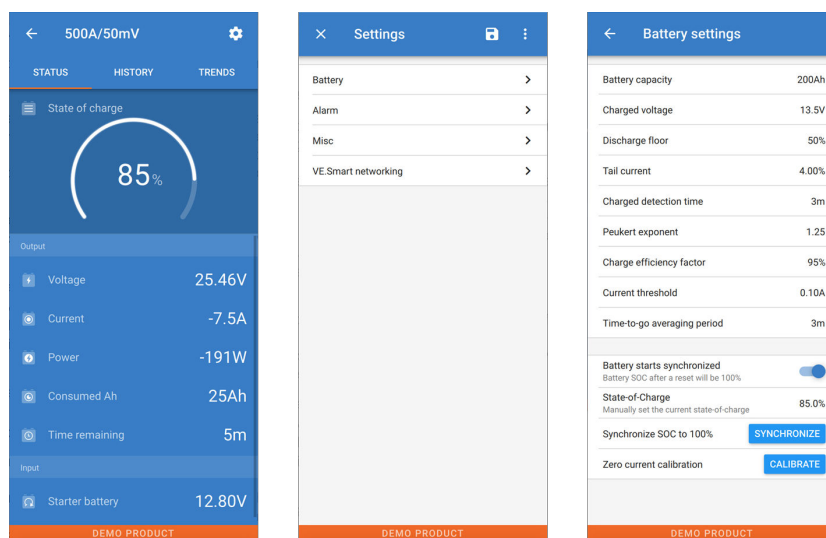 500A/50mV
STATUS HISTORY TRENDS
State of charge
85%
Output
Voltage 25.46V
Current -7.5A
Power -191W
Consumed Ah 25Ah
Time remaining 5m
Input
Starter battery 12.80V
DEMO PRODUCT
Settings
Battery
Alarm
Misc
VE.Smart networking
DEMO PRODUCT
Battery settings
Battery capacity 200Ah
Charged voltage 13.5V
Discharge floor 50%
Tail current 4.00%
Charged detection time 3m
Peukert exponent 1.25
Charge efficiency factor 95%
Current threshold 0.10A
Time-to-go averaging period 3m
Battery starts synchronized
Battery SOC after a reset will be 100%
State-of-Charge 85.0%
Manually set the current state-of-charge
Synchronize SOC to 100% SYNCHRONIZE
Zero current calibration CALIBRATE
DEMO PRODUCT